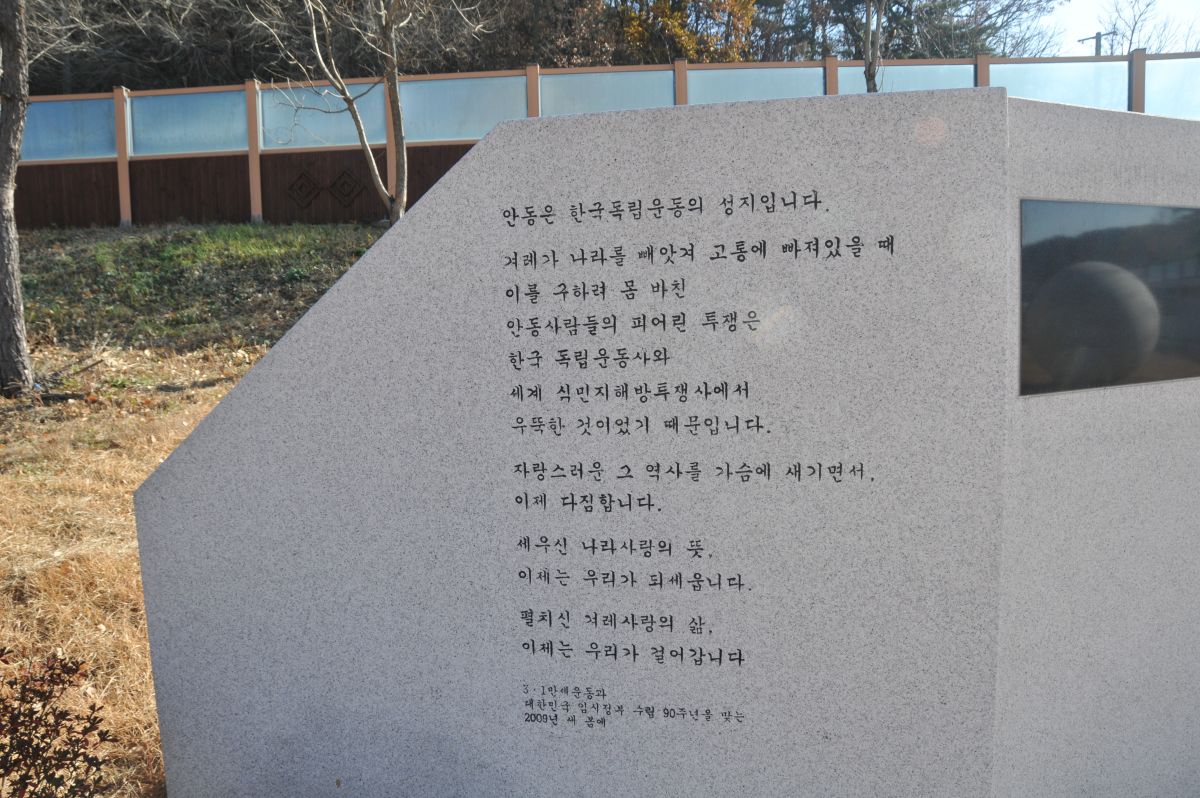 안동은 한국독립운동의 성지입니다.
겨레가 나라를 빼앗겨 고통에 빠져있을 때
이를 구하려 몸 바친
안동사람들의 피어린 투쟁은
한국 독립운동사와
세계 식민지해방투쟁사에서
우뚝한 것이었기 때문입니다.
자랑스러운 그 역사를 가슴에 새기면서,
이제 다짐합니다.
세우신 나라사랑의 뜻,
이제는 우리가 되세웁니다.
펼치신 겨레사랑의 삶,
이제는 우리가 걸어갑니다
3·1만세운동과
대한민국 임시정부 수립 90주년을 맞는
2009년 새 봄에